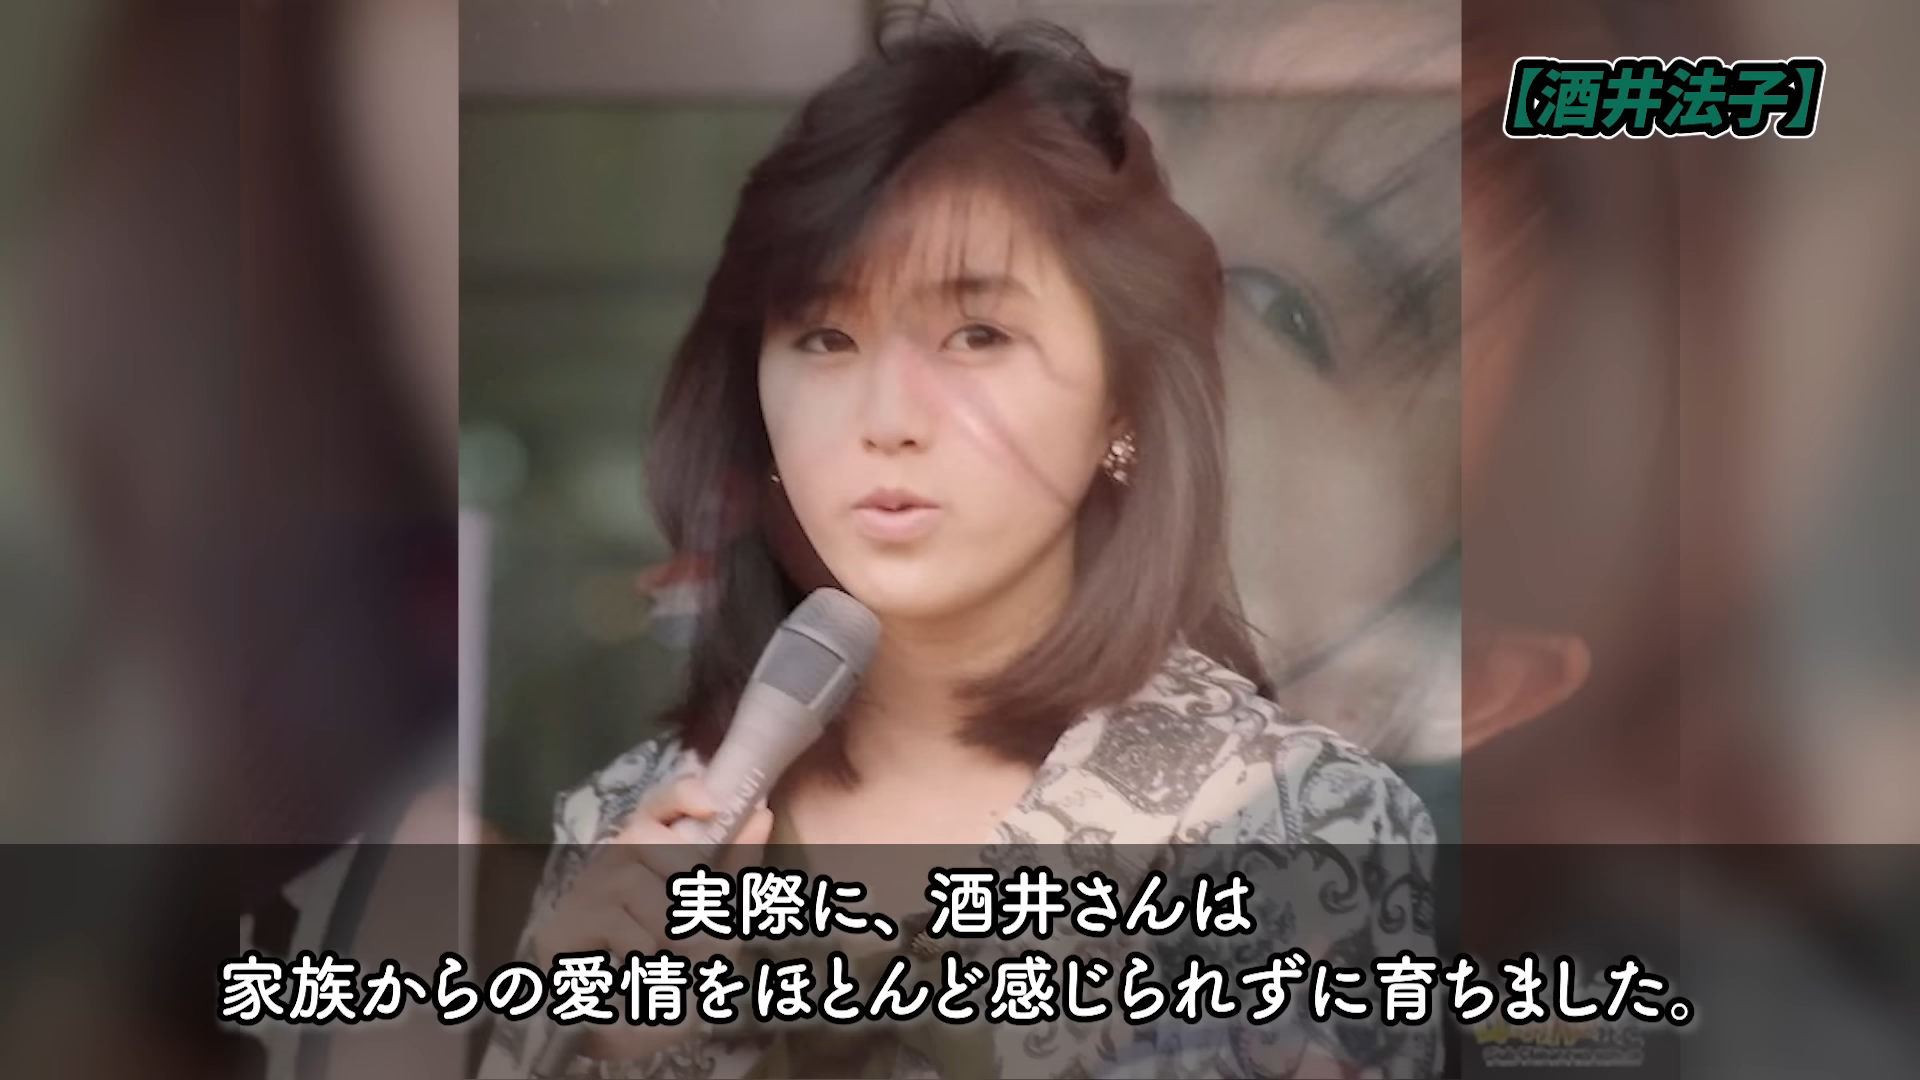 【酒井法子】
実際に、酒井さんは
家族からの愛情をほとんど感じられずに育ちました。